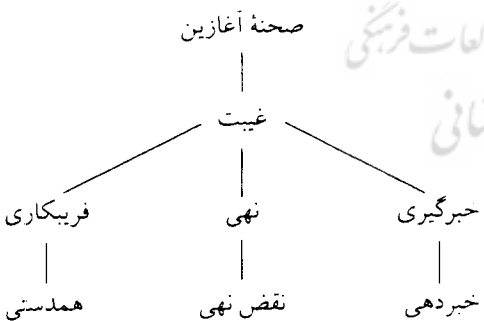 صحنهٔ آغازین
غیبت
خبرگیری نهی فریبکاری
خبردهی نقض نهی همدستی